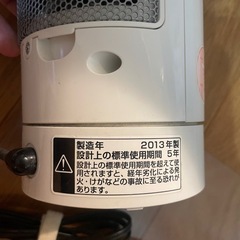 製造年 2013年製
設計上の標準使用期間 5年
設計上の標準使用期間を超えて使
用されますと、経年劣化による発
火・けがなどの事故に至る恐れが
あります。